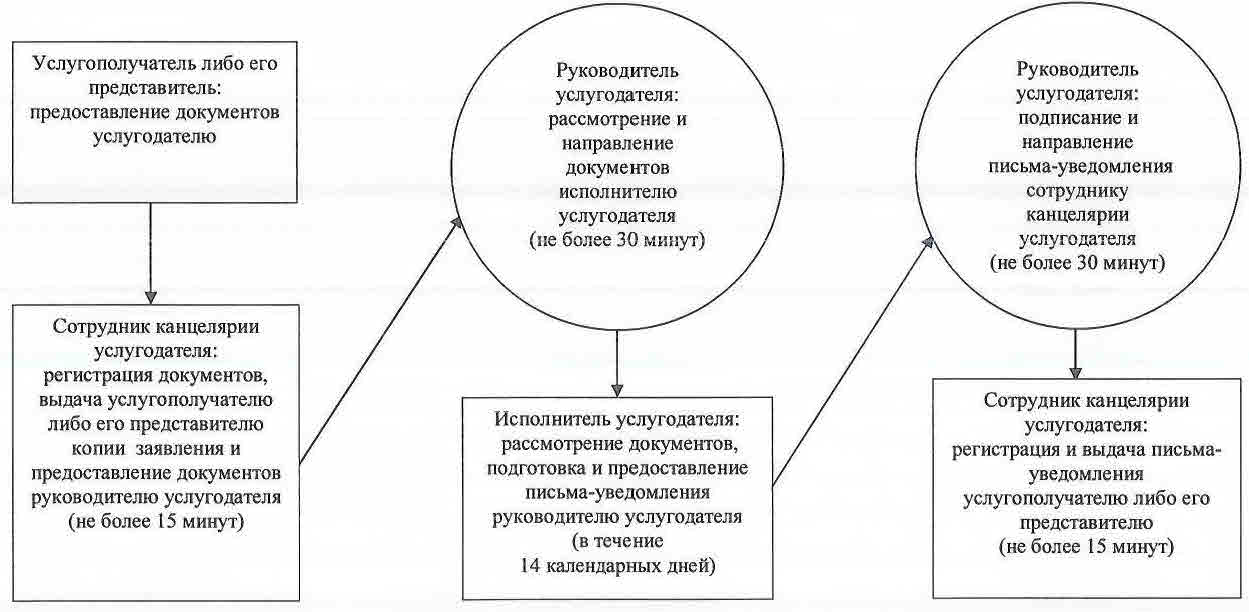 Услугополучатель либо его
представитель:
предоставление документов
услугодателю
Сотрудник канцелярии
услугодателя:
регистрация документов,
выдача услугополучателю
либо его представителю
копии заявления и
предоставление документов
руководителю услугодателя
(не более 15 минут)
Руководитель
услугодателя:
рассмотрение и
направление
документов
исполнителю
услугодателя
(не более 30 минут)
Исполнитель услугодателя:
рассмотрение документов,
подготовка и предоставление
письма-уведомления
руководителю услугодателя
(в течение
14 календарных дней)
Руководитель
услугодателя:
подписание и
направление
письма-уведомления
сотруднику
канцелярии
услугодателя
(не более 30 минут)
Сотрудник канцелярии
услугодателя:
регистрация и выдача письма-
уведомления
услугополучателю либо его
представителю
(не более 15 минут)